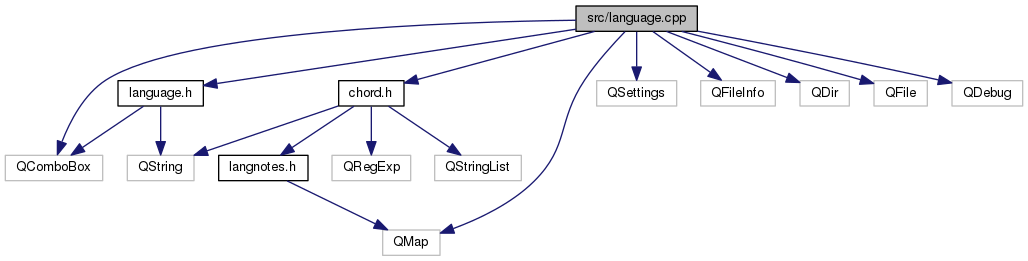 src/language.cpp
language.h
chord.h
QSettings
QFileInfo
QDir
QFile
QDebug
QComboBox
QString
langnotes.h
QRegExp
QStringList
QMap